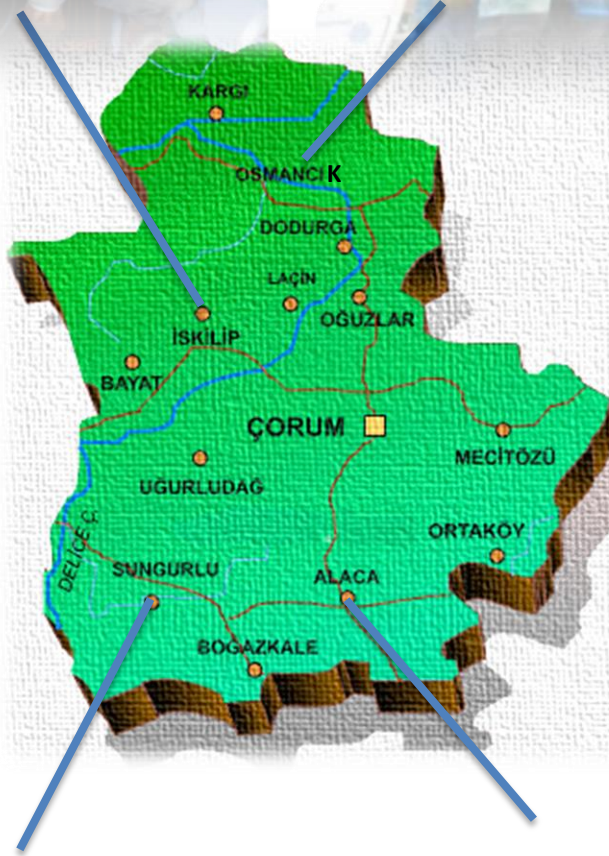 KARGI
OSMANCIK
DODURGA
LAÇİN
OĞUZLAR
İSKİLİP
BAYAT
ÇORUM
MECİTÖZÜ
UĞURLUDAĞ
DELİCE Ç.
ORTAKÖY
SUNGURLU
ALACA
BOĞAZKALE